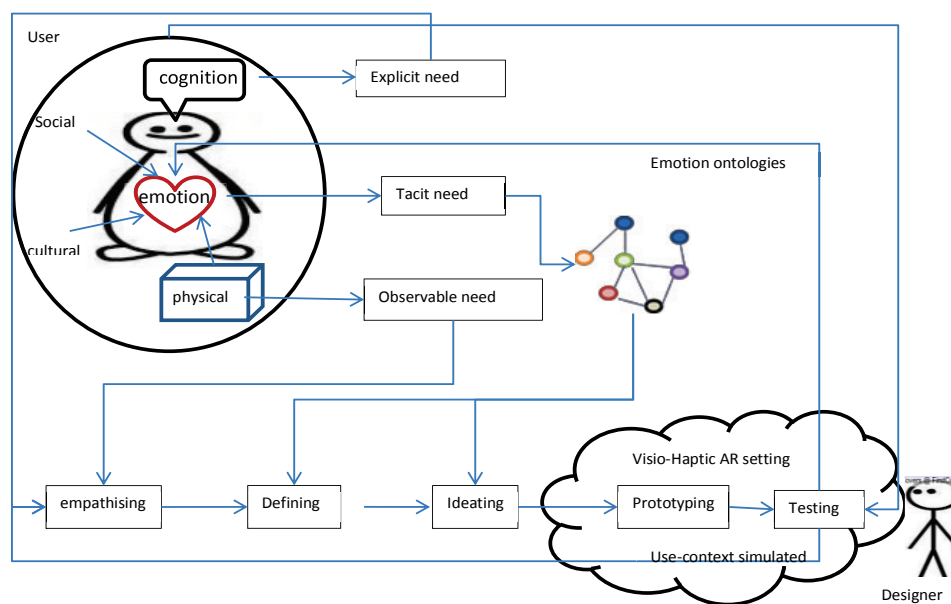 User
cognition
Explicit need
Social
Emotion ontologies
emotion
Tacit need
cultural
physical
Observable need
Visio-Haptic AR setting
empathising
Defining
Ideating
Prototyping
Testing
Use-context simulated
Designer